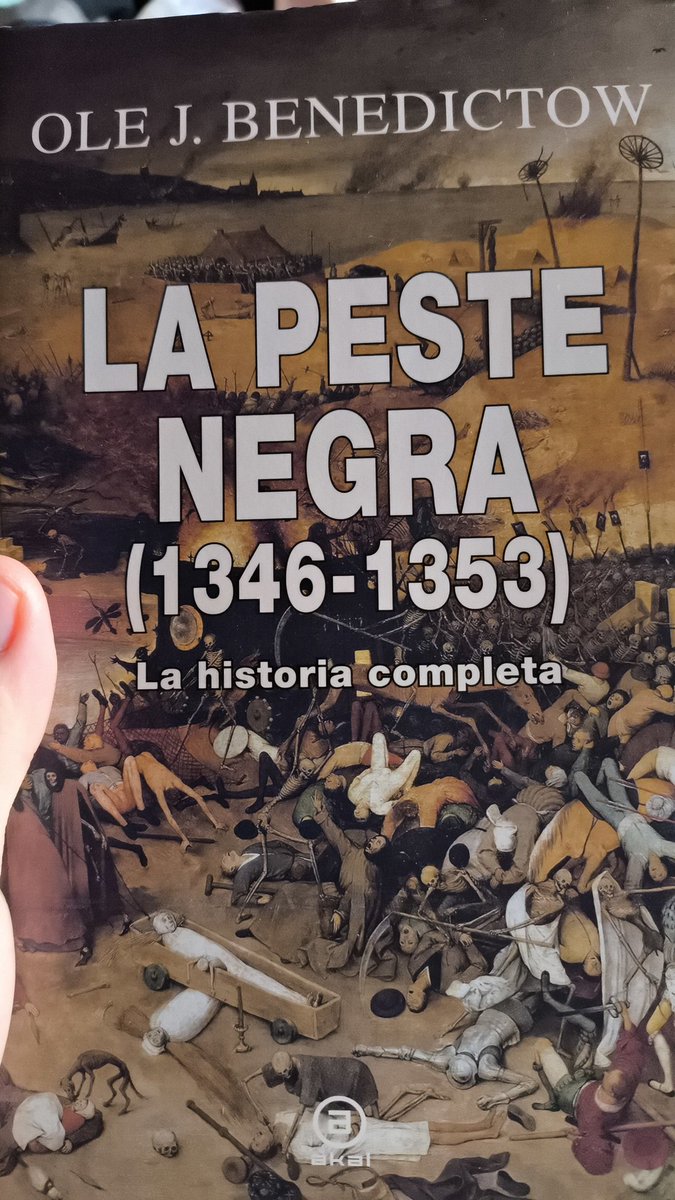 OLE J. BENEDICTOW
LA PESTE
NEGRA
(1346-1353)
La historia completa
akal